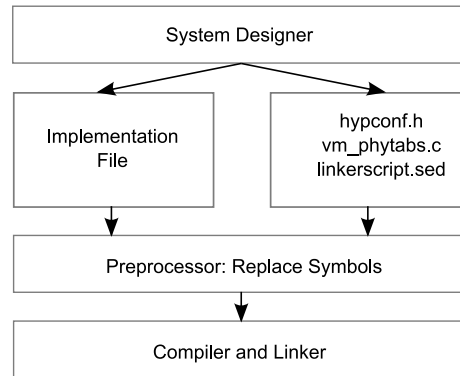 System Designer
Implementation
File
hypconf.h
vm_phytabs.c
linkerscript.sed
Preprocessor: Replace Symbols
Compiler and Linker